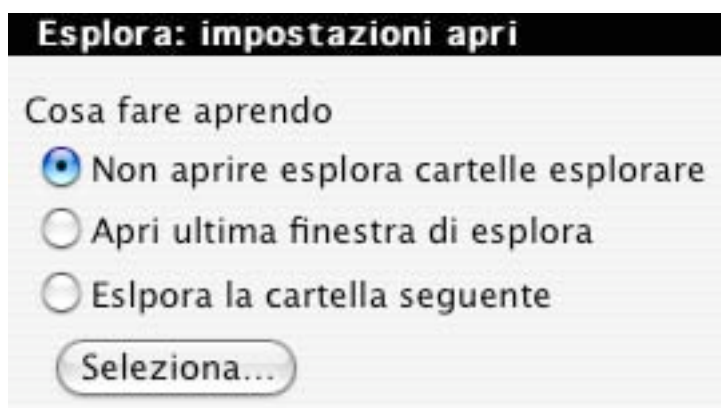 Esplora: impostazioni apri
Cosa fare aprendo
Non aprire esplora cartelle esplorare
Apri ultima finestra di esplora
Eslpora la cartella seguente
Seleziona...